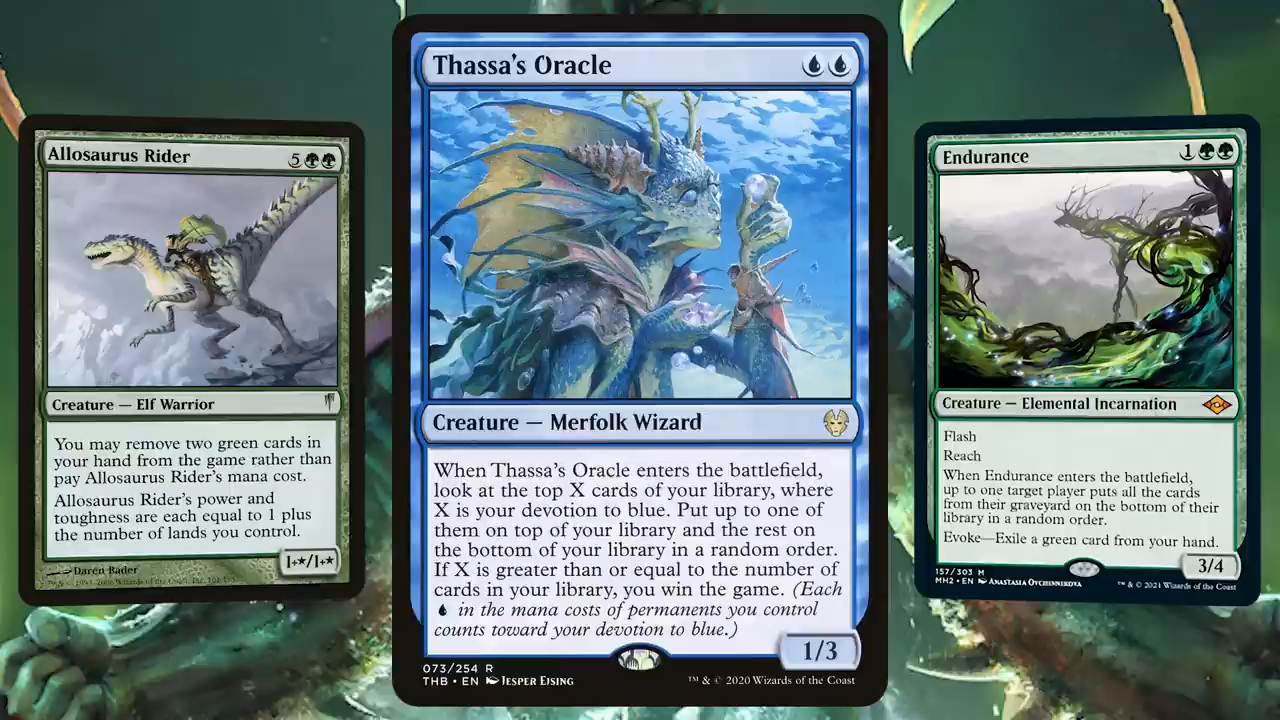 Allosaurus Rider
5
Creature — Elf Warrior
You may remove two green cards in
your hand from the game rather than
pay Allosaurus Rider's mana cost.
Allosaurus Rider's power and
toughness are each equal to 1 plus
the number of lands you control.
1+★/1+★
Daren Bader
Thassa's Oracle
Creature — Merfolk Wizard
When Thassa's Oracle enters the battlefield,
look at the top X cards of your library, where
X is your devotion to blue. Put up to one of
them on top of your library and the rest on
the bottom of your library in a random order.
If X is greater than or equal to the number of
cards in your library, you win the game. (Each
in the mana costs of permanents you control
counts toward your devotion to blue.)
1/3
073/254 R
THB • EN Jesper Eising
™ & © 2020 Wizards of the Coast
Endurance
1
Creature — Elemental Incarnation
Flash
Reach
When Endurance enters the battlefield,
up to one target player puts all the cards
from their graveyard on the bottom of their
library in a random order.
Evoke—Exile a green card from your hand.
3/4
157/303 M
MH2 • EN Anastasia Ovchinnikova
™ & © 2021 Wizards of the Coast